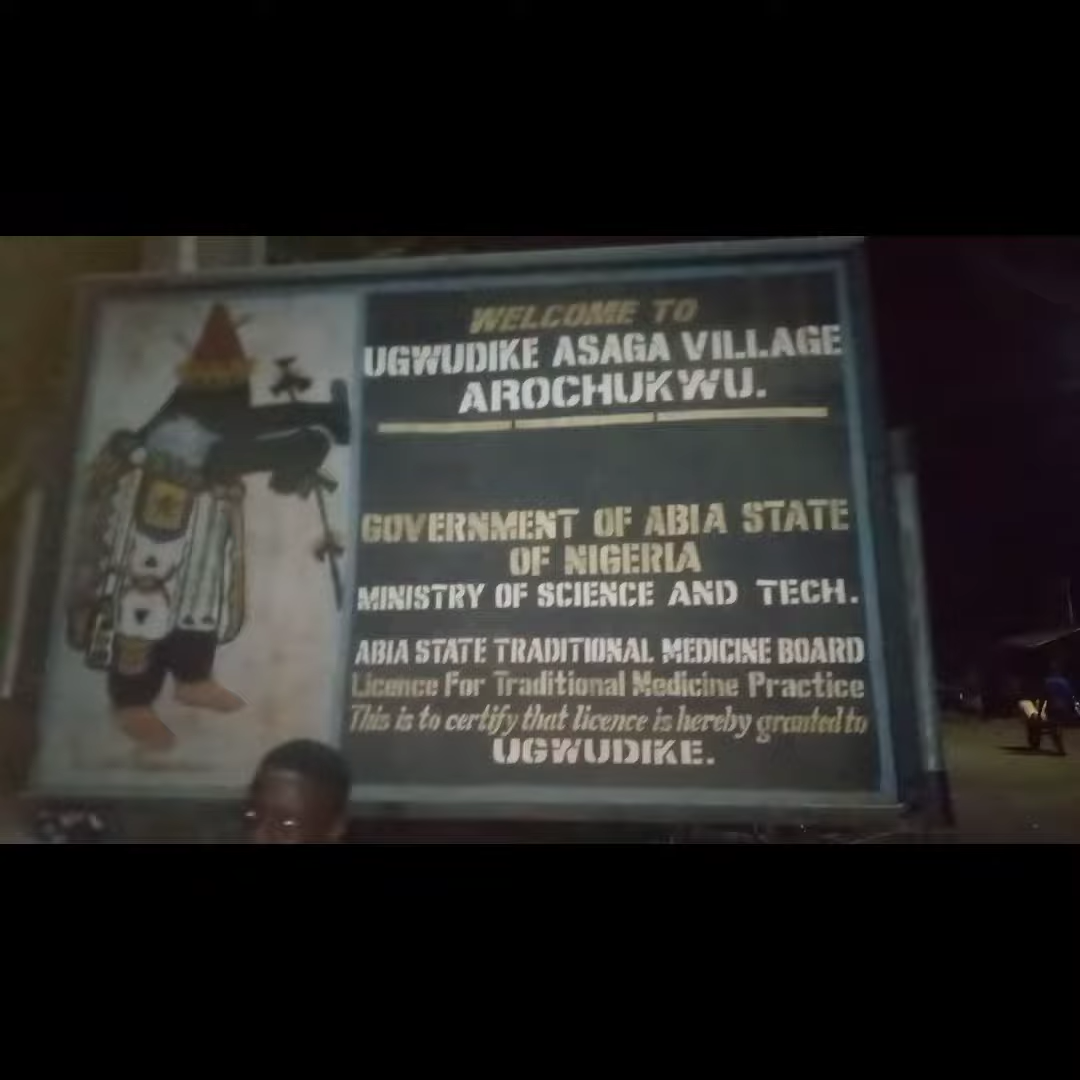 WELCOME TO
UGWUDIKE ASAGA VILLAGE
AROCHUKWU.
GOVERNMENT OF ABIA STATE
OF NIGERIA
MINISTRY OF SCIENCE AND TECH.
ABIA STATE TRADITIONAL MEDICINE BOARD
Licence For Traditional Medicine Practice
This is to certify that licence is hereby granted to
UGWUDIKE.